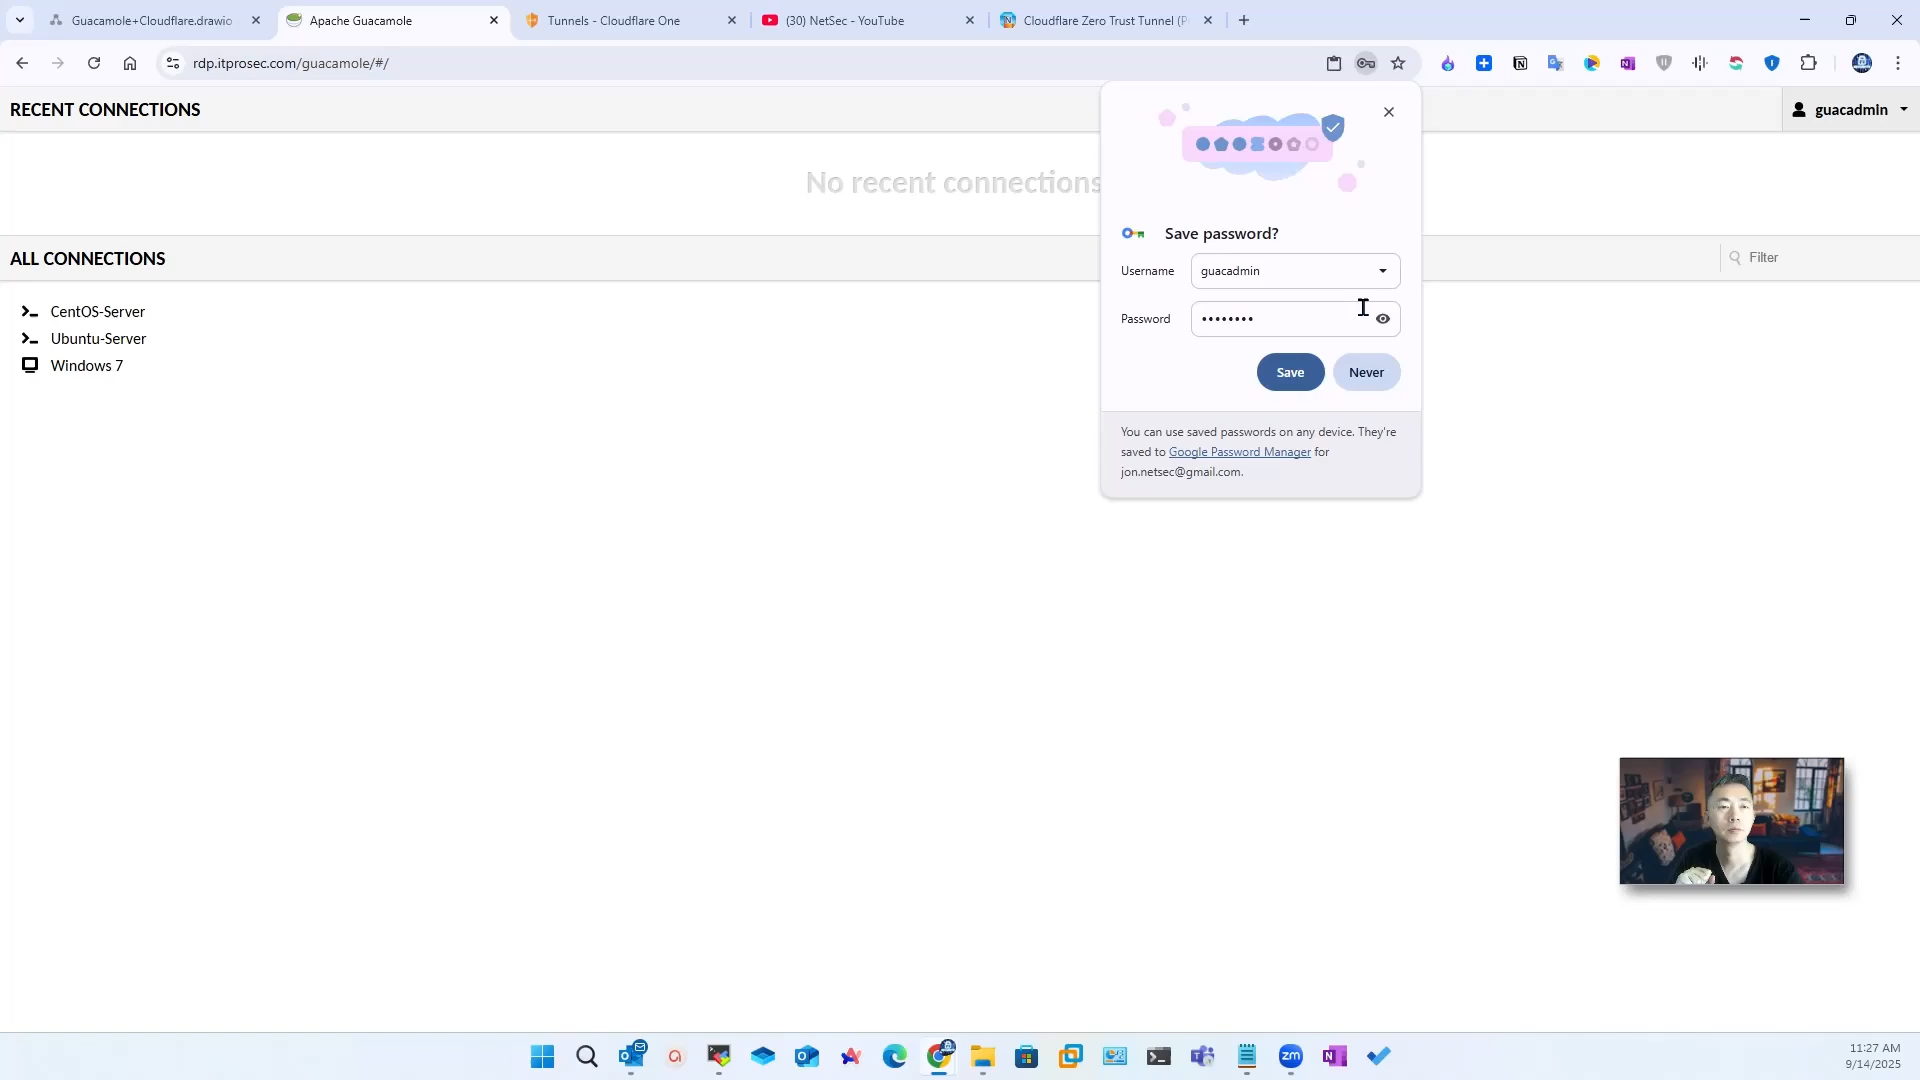 Guacamole+Cloudflare.drawio
Apache Guacamole
Tunnels - Cloudflare One
(30) NetSec - YouTube
Cloudflare Zero Trust Tunnel (P
rdp.itprosec.com/guacamole/#/
RECENT CONNECTIONS
guacadmin
No recent connections
Save password?
Username
guacadmin
ALL CONNECTIONS
Filter
CentOS-Server
Ubuntu-Server
Windows 7
Password
••••••••
Save
Never
You can use saved passwords on any device. They're
saved to Google Password Manager for
jon.netsec@gmail.com.
zm
11:27 AM
9/14/2025